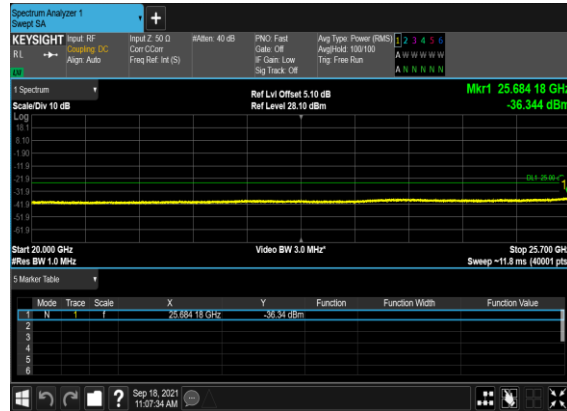 Spectrum Analyzer 1
Swept SA
KEYSIGHT Input: RF Input Z: 50 Ω #Atten: 40 dB PNO: Fast Avg Type: Power (RMS) 1 2 3 4 5 6
RL Coupling: DC Corr CCorr Gate: Off Avg|Hold: 100/100 A W W W W W
Align: Auto Freq Ref: Int (S) IF Gain: Low Trig: Free Run
Sig Track: Off A N N N N N
1 Spectrum Ref Lvl Offset 5.10 dB Mkr1 25.684 18 GHz
Scale/Div 10 dB Ref Level 28.10 dBm -36.344 dBm
Log
18.1
8.10
-1.90
-11.9
-21.9 DL1 -25.00
-31.9 1
-41.9
-51.9
-61.9
Start 20.000 GHz Video BW 3.0 MHz* Stop 25.700 GHz
#Res BW 1.0 MHz Sweep ~11.8 ms (40001 pts
5 Marker Table
Mode Trace Scale X Y Function Function Width Function Value
1 N 1 f 25.684 18 GHz -36.34 dBm
2
3
4
5
6
? Sep 18, 2021
11:07:34 AM